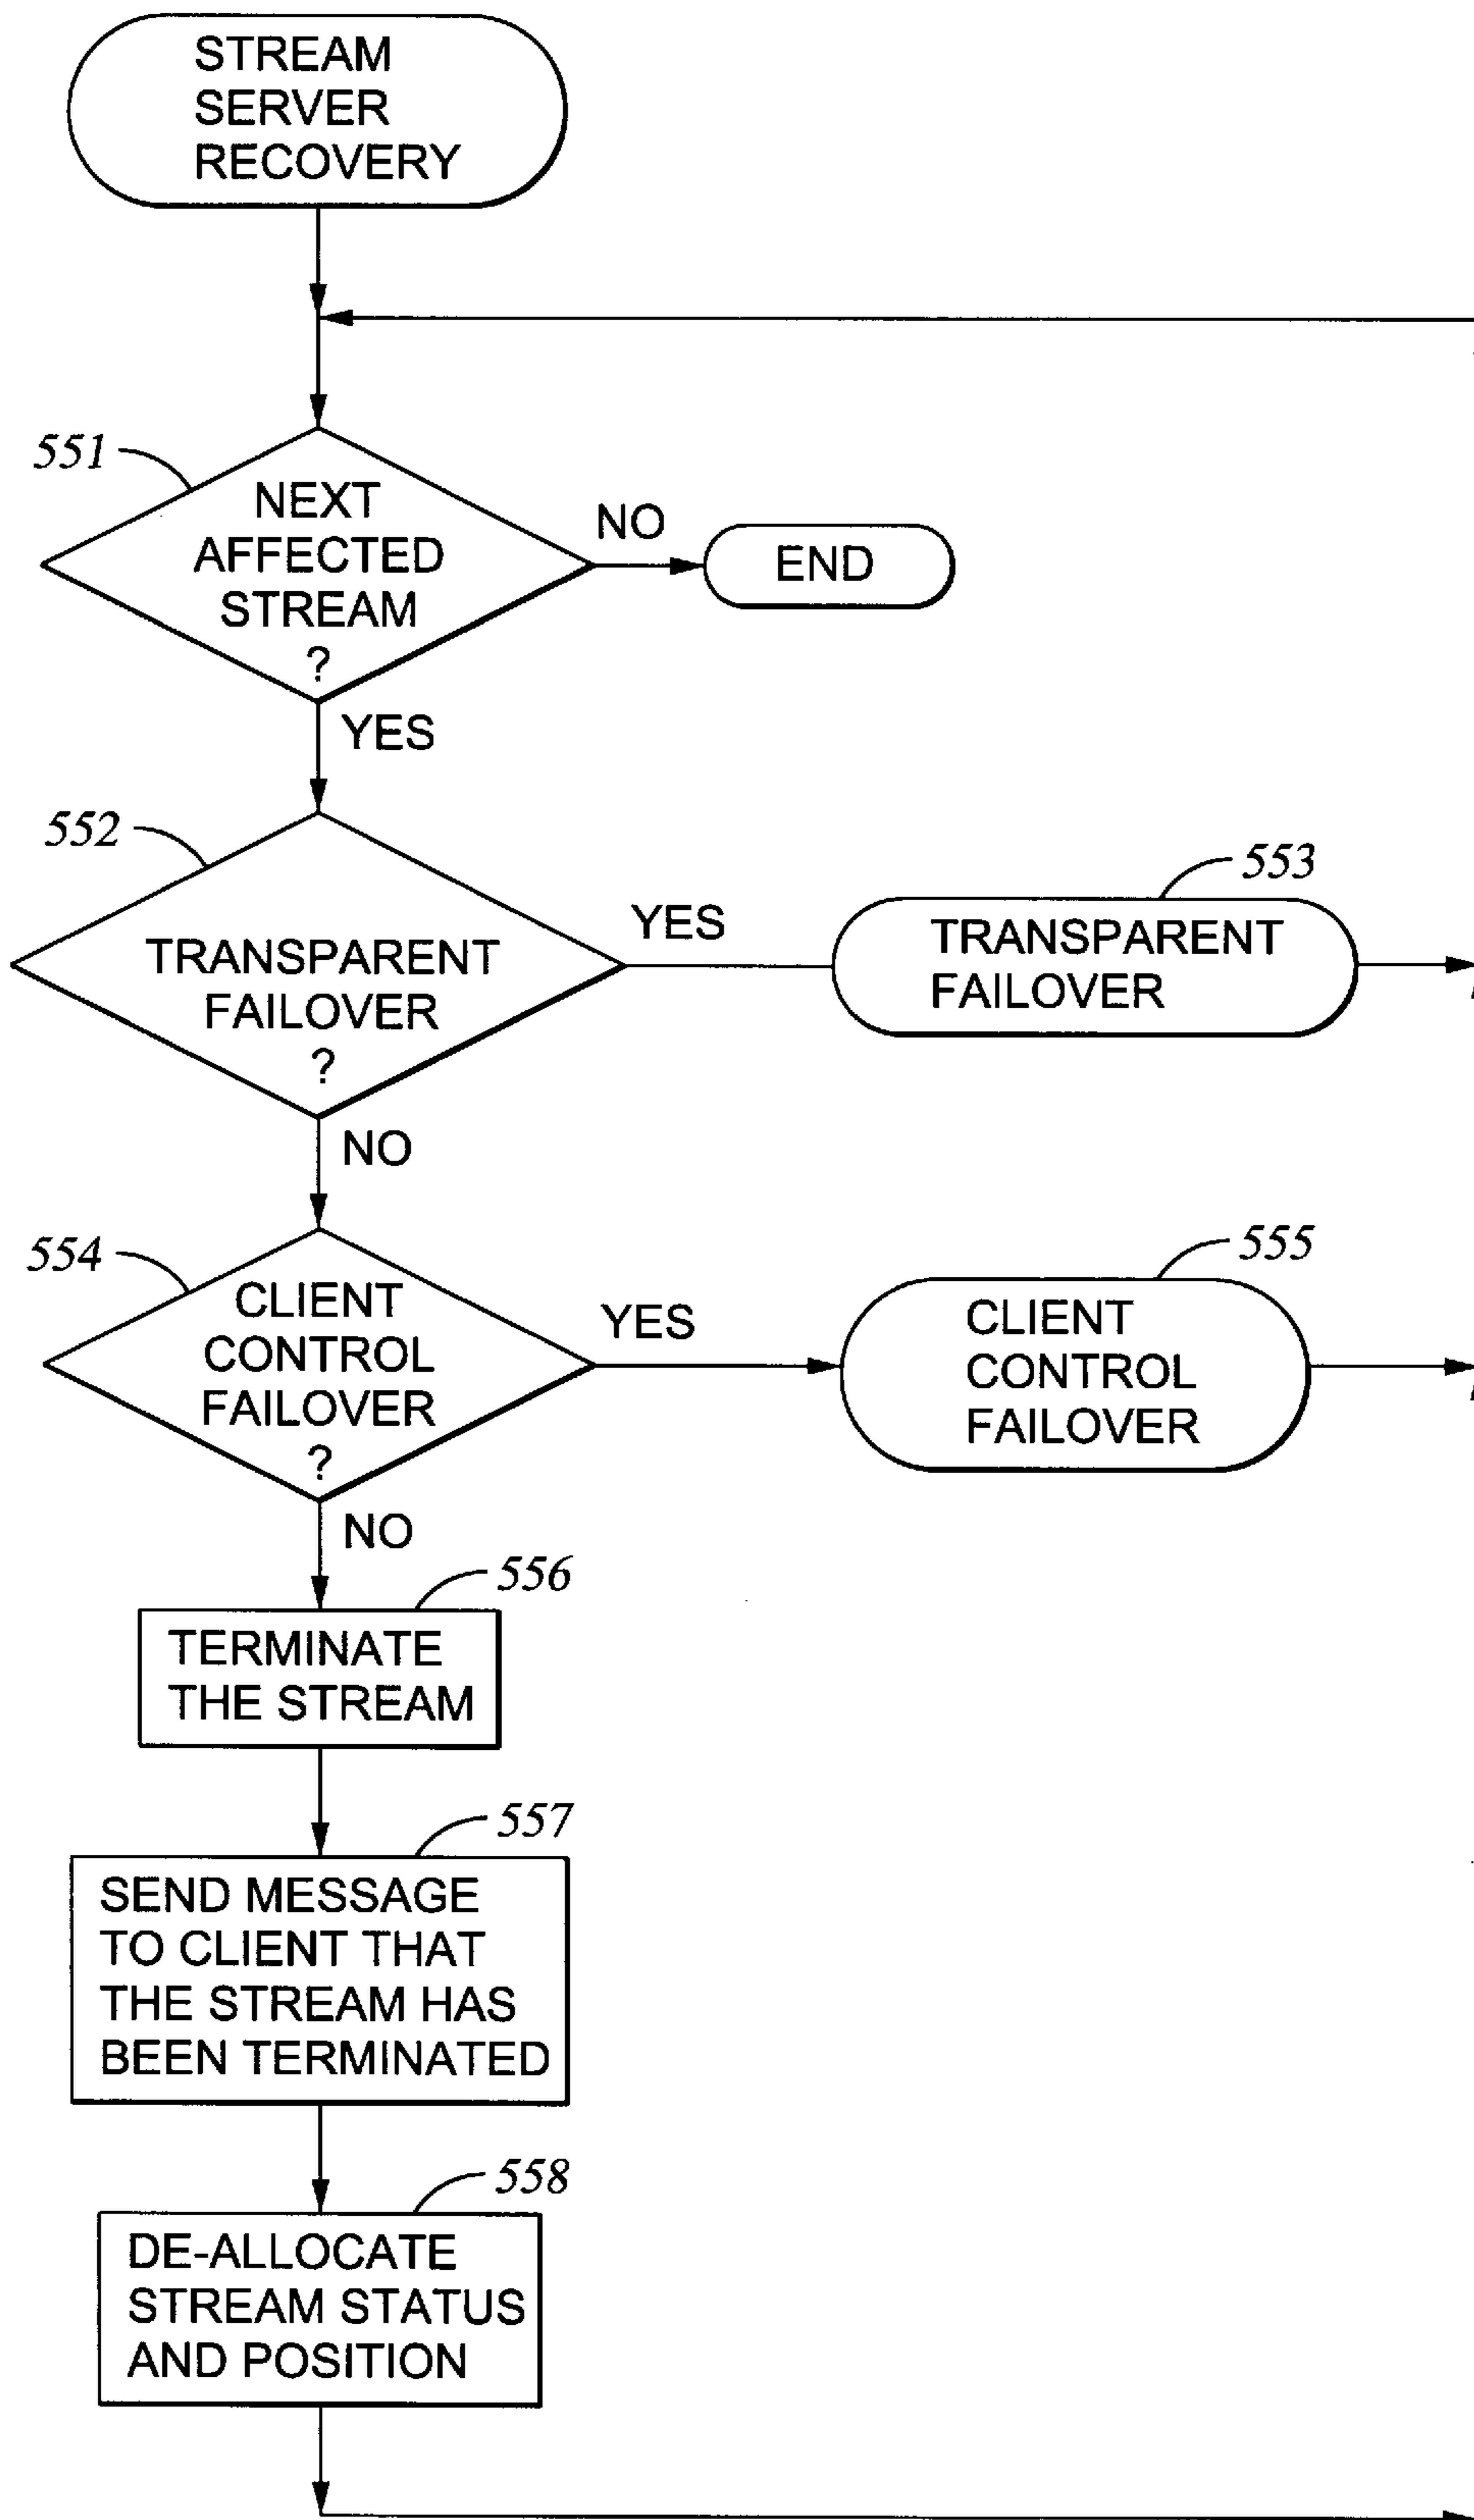 STREAM
SERVER
RECOVERY
551
NEXT
AFFECTED
STREAM
?
NO
END
YES
552
TRANSPARENT
FAILOVER
?
YES
553
TRANSPARENT
FAILOVER
NO
554
CLIENT
CONTROL
FAILOVER
?
YES
555
CLIENT
CONTROL
FAILOVER
NO
556
TERMINATE
THE STREAM
557
SEND MESSAGE
TO CLIENT THAT
THE STREAM HAS
BEEN TERMINATED
558
DE-ALLOCATE
STREAM STATUS
AND POSITION